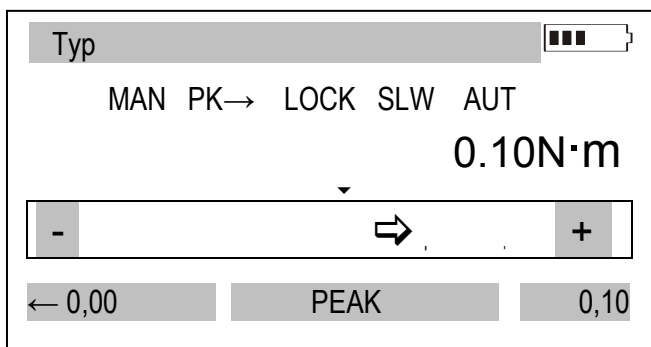 Typ
MAN PK→ LOCK SLW AUT
0.10N·m
- +
← 0,00 PEAK 0,10